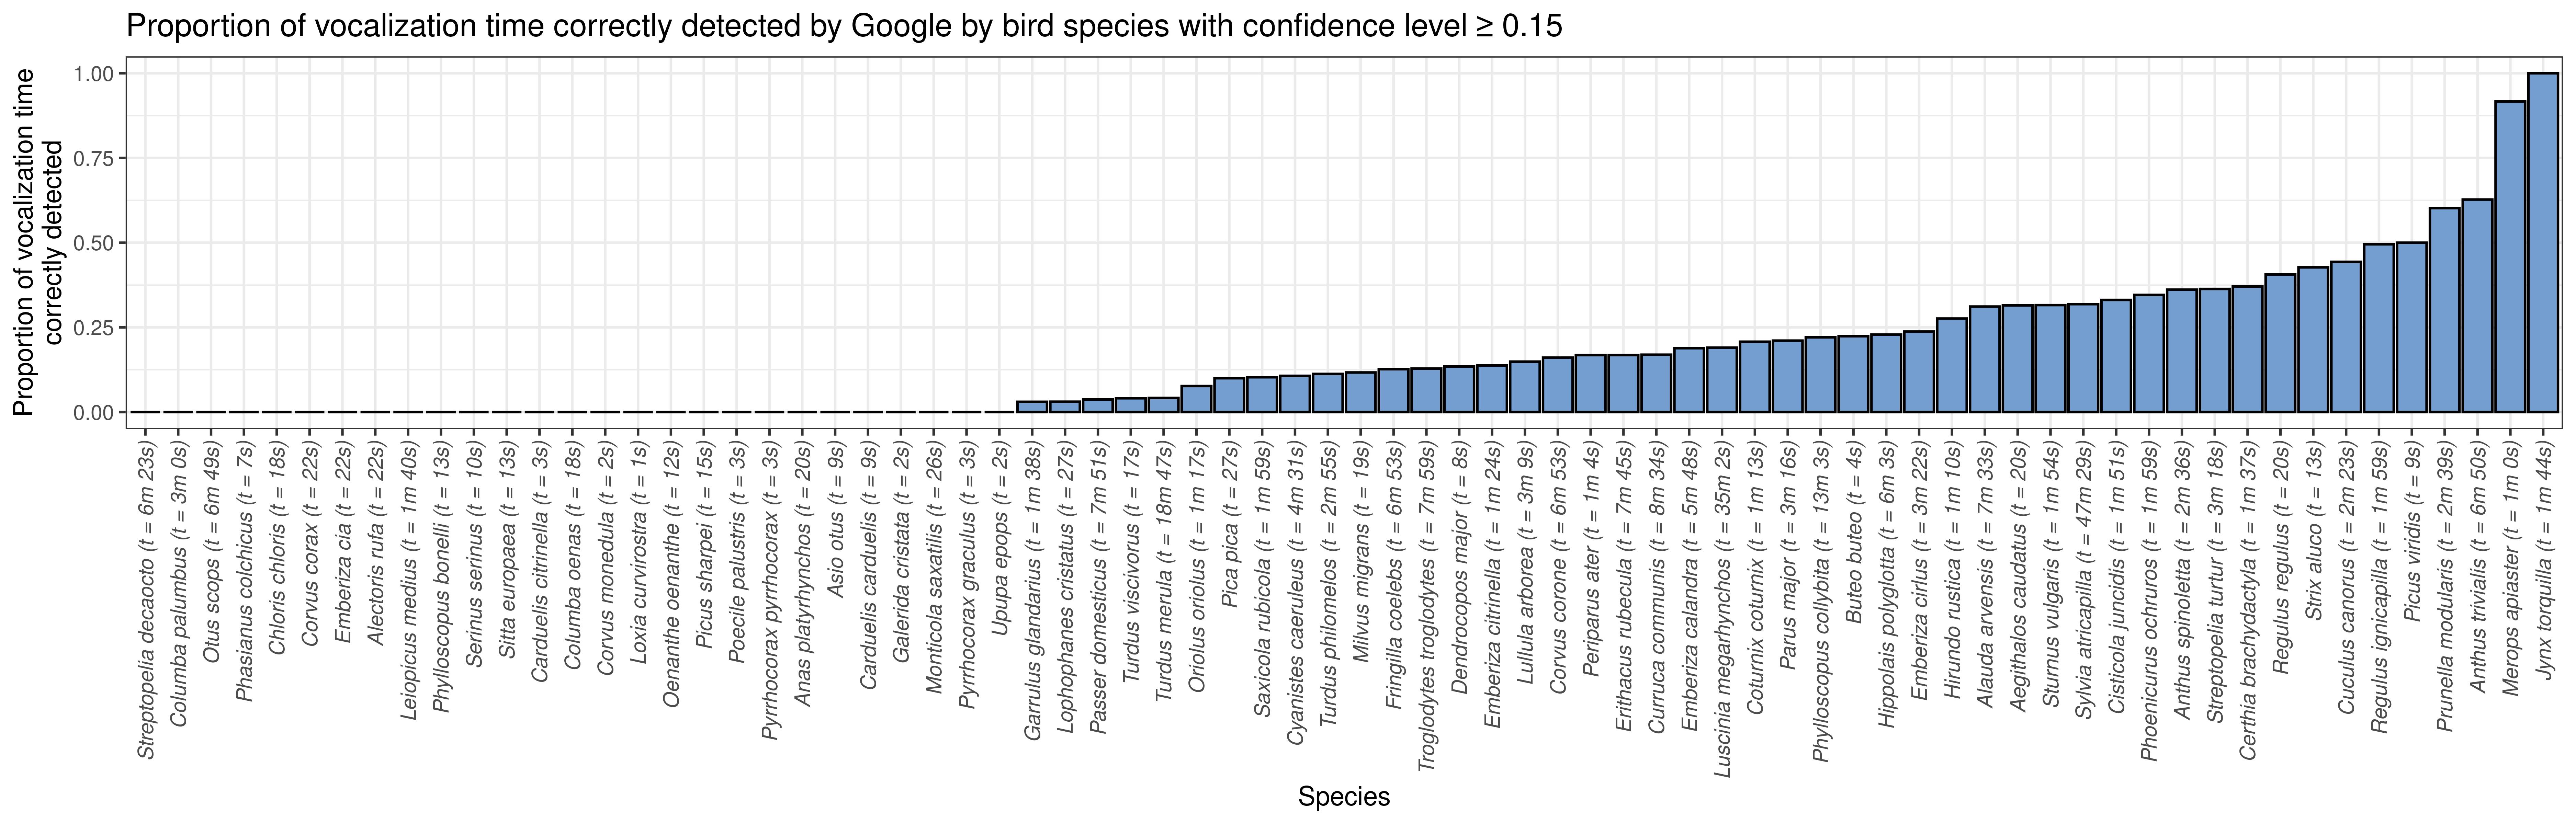 Proportion of vocalization time correctly detected by Google by bird species with confidence level ≥ 0.15
Proportion of vocalization time
correctly detected
1.00
0.75
0.50
0.25
0.00
Streptopelia decaocto (t = 6m 23s)
Columba palumbus (t = 3m 0s)
Otus scops (t = 6m 49s)
Phasianus colchicus (t = 7s)
Chloris chloris (t = 18s)
Corvus corax (t = 22s)
Emberiza cia (t = 22s)
Alectoris rufa (t = 22s)
Leiopicus medius (t = 1m 40s)
Phylloscopus bonelli (t = 13s)
Serinus serinus (t = 10s)
Sitta europaea (t = 13s)
Carduelis citrinella (t = 3s)
Columba oenas (t = 18s)
Corvus monedula (t = 2s)
Loxia curvirostra (t = 1s)
Oenanthe oenanthe (t = 12s)
Picus sharpei (t = 15s)
Poecile palustris (t = 3s)
Pyrrhocorax pyrrhocorax (t = 3s)
Anas platyrhynchos (t = 20s)
Asio otus (t = 9s)
Carduelis carduelis (t = 9s)
Galerida cristata (t = 2s)
Monticola saxatilis (t = 26s)
Pyrrhocorax graculus (t = 3s)
Upupa epops (t = 2s)
Garrulus glandarius (t = 1m 38s)
Lophophanes cristatus (t = 27s)
Passer domesticus (t = 7m 51s)
Turdus viscivorus (t = 17s)
Turdus merula (t = 18m 47s)
Oriolus oriolus (t = 1m 17s)
Pica pica (t = 27s)
Saxicola rubicola (t = 1m 59s)
Cyanistes caeruleus (t = 4m 31s)
Turdus philomelos (t = 2m 55s)
Milvus migrans (t = 19s)
Fringilla coelebs (t = 6m 53s)
Troglodytes troglodytes (t = 7m 59s)
Dendrocopos major (t = 8s)
Emberiza citrinella (t = 1m 24s)
Lullula arborea (t = 3m 9s)
Corvus corone (t = 6m 53s)
Periparus ater (t = 1m 4s)
Erithacus rubecula (t = 7m 45s)
Curruca communis (t = 8m 34s)
Emberiza calandra (t = 5m 48s)
Luscinia megarhynchos (t = 35m 2s)
Coturnix coturnix (t = 1m 13s)
Parus major (t = 3m 16s)
Phylloscopus collybita (t = 13m 3s)
Buteo buteo (t = 4s)
Hippolais polyglotta (t = 6m 3s)
Emberiza cirlus (t = 3m 22s)
Hirundo rustica (t = 1m 10s)
Alauda arvensis (t = 7m 33s)
Aegithalos caudatus (t = 20s)
Sturnus vulgaris (t = 1m 54s)
Sylvia atricapilla (t = 47m 29s)
Cisticola juncidis (t = 1m 51s)
Phoenicurus ochruros (t = 1m 59s)
Anthus spinoletta (t = 2m 36s)
Streptopelia turtur (t = 3m 18s)
Certhia brachydactyla (t = 1m 37s)
Regulus regulus (t = 20s)
Strix aluco (t = 13s)
Cuculus canorus (t = 2m 23s)
Regulus ignicapilla (t = 1m 59s)
Picus viridis (t = 9s)
Prunella modularis (t = 2m 39s)
Anthus trivialis (t = 6m 50s)
Merops apiaster (t = 1m 0s)
Jynx torquilla (t = 1m 44s)
Species